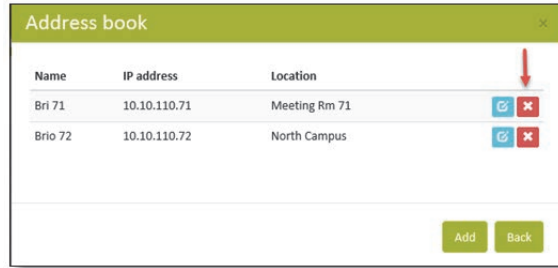 Address book
Name IP address Location
Bri 71 10.10.110.71 Meeting Rm 71
Brio 72 10.10.110.72 North Campus
Add Back